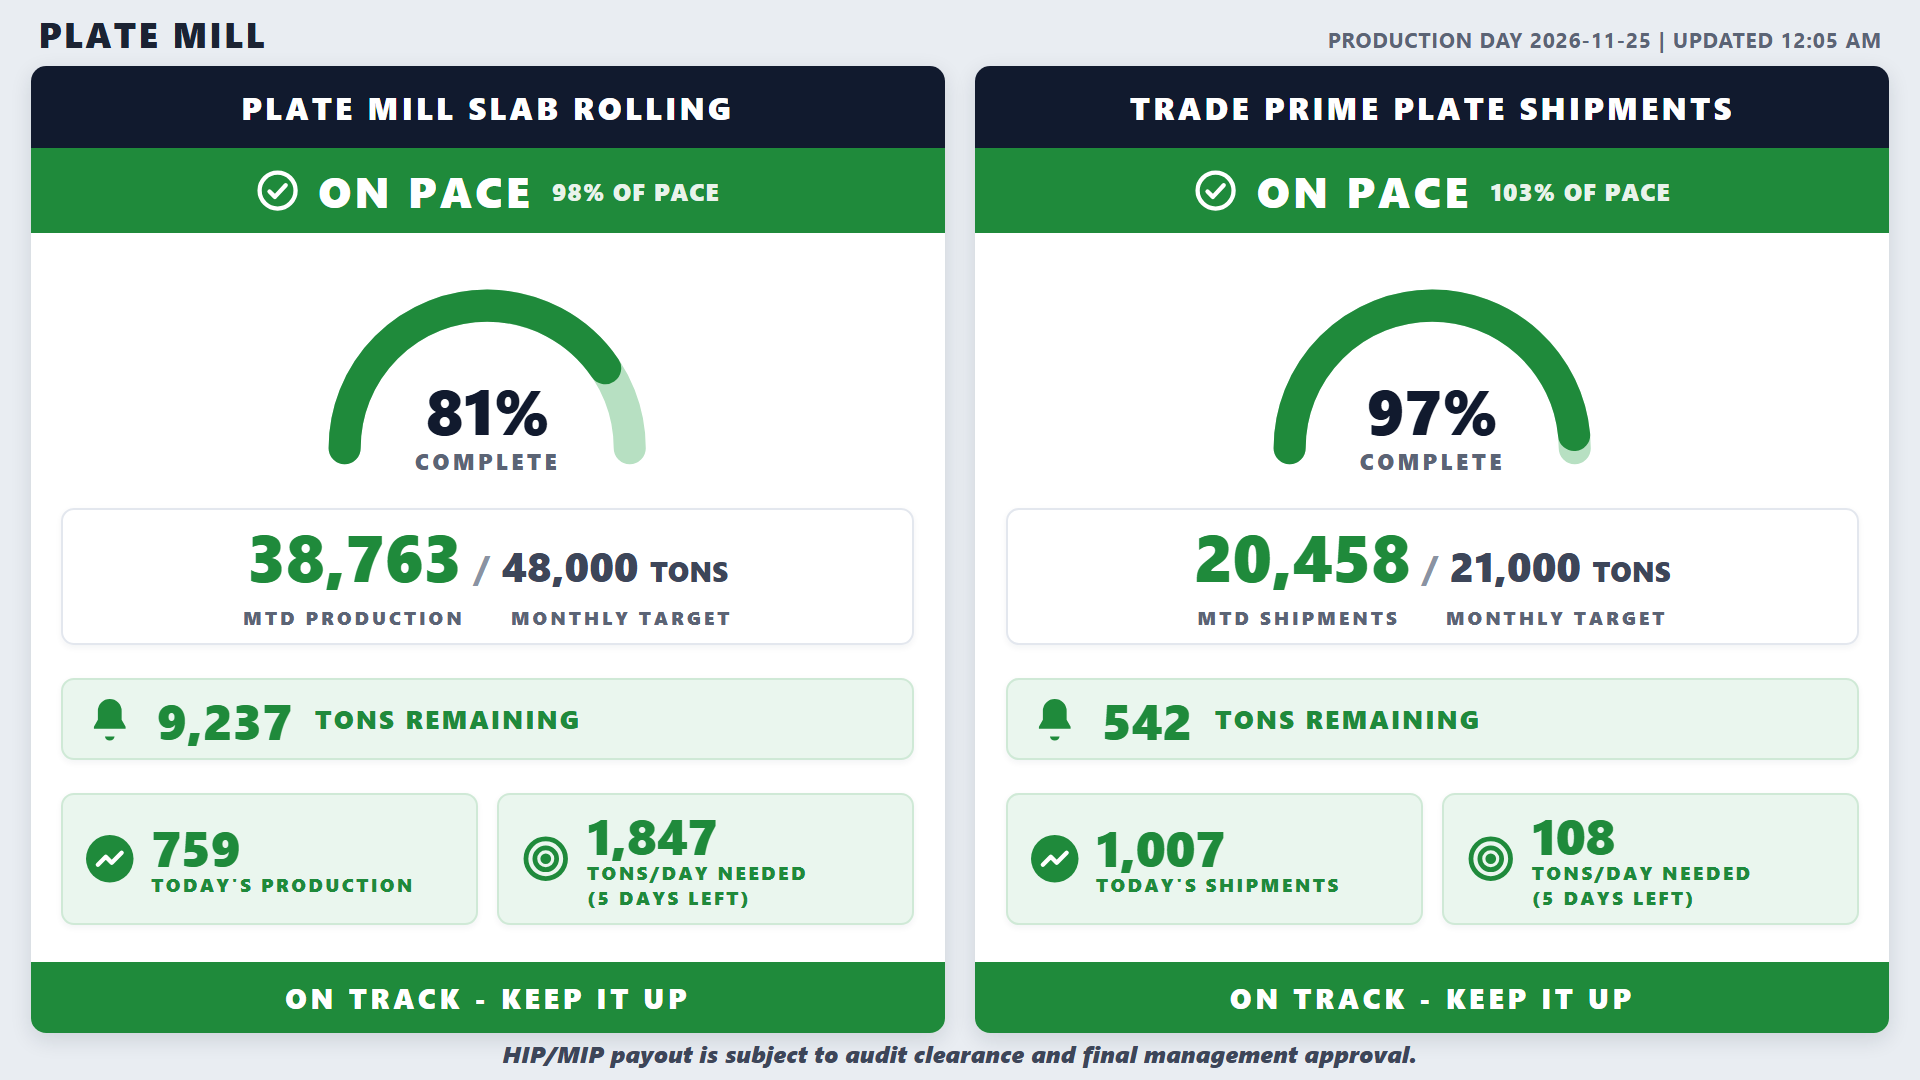 PLATE MILL
PRODUCTION DAY 2026-11-25 | UPDATED 12:05 AM
PLATE MILL SLAB ROLLING
ON PACE 98% OF PACE
81%
COMPLETE
38,763 / 48,000 TONS
MTD PRODUCTION MONTHLY TARGET
9,237 TONS REMAINING
759
TODAY'S PRODUCTION
1,847
TONS/DAY NEEDED
(5 DAYS LEFT)
ON TRACK - KEEP IT UP
TRADE PRIME PLATE SHIPMENTS
ON PACE 103% OF PACE
97%
COMPLETE
20,458 / 21,000 TONS
MTD SHIPMENTS MONTHLY TARGET
542 TONS REMAINING
1,007
TODAY'S SHIPMENTS
108
TONS/DAY NEEDED
(5 DAYS LEFT)
ON TRACK - KEEP IT UP
HIP/MIP payout is subject to audit clearance and final management approval.